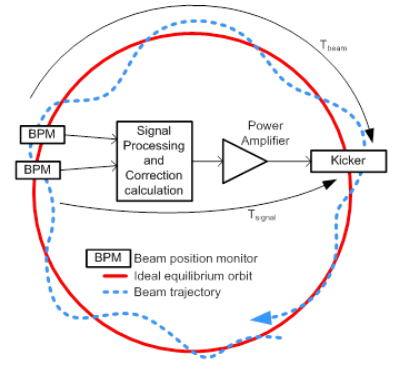 Tbeam
BPM
BPM
Signal
Processing
and
Correction
calculation
Power
Amplifier
Kicker
Tsignal
BPM Beam position monitor
Ideal equilibrium orbit
Beam trajectory